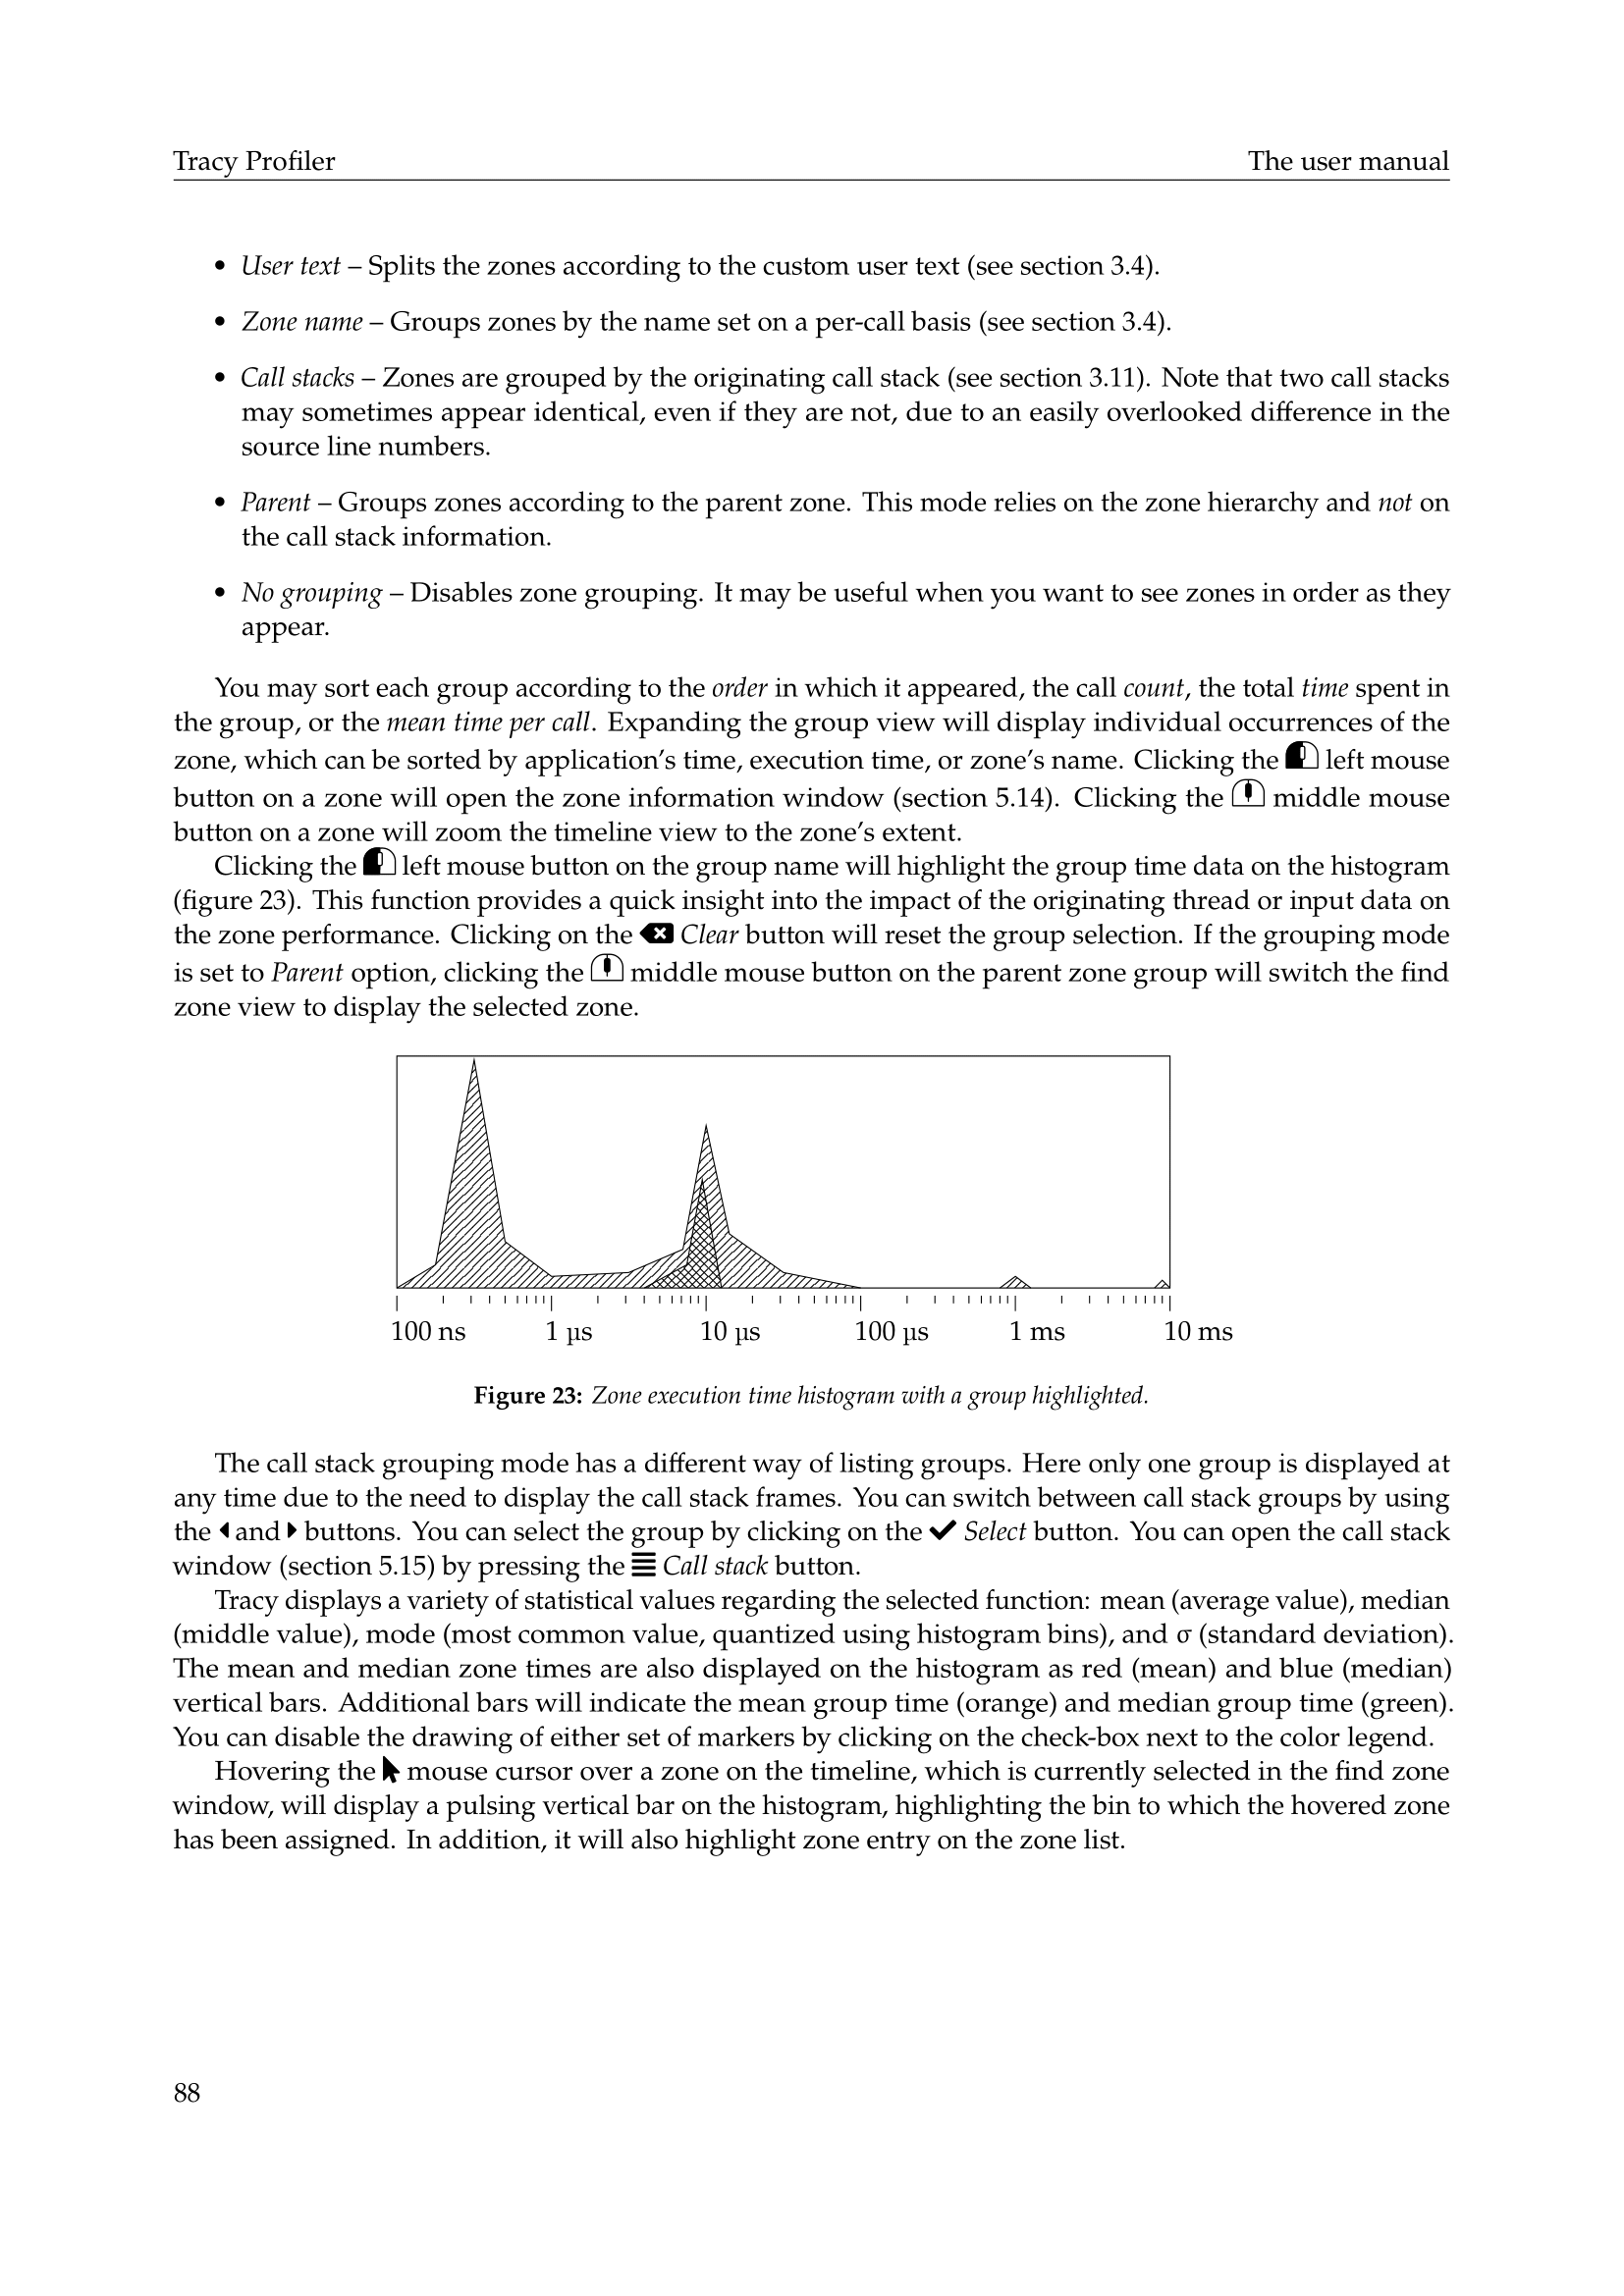 Tracy Profiler The user manual
• User text – Splits the zones according to the custom user text (see section 3.4).
• Zone name – Groups zones by the name set on a per-call basis (see section 3.4).
• Call stacks – Zones are grouped by the originating call stack (see section 3.11). Note that two call stacks
may sometimes appear identical, even if they are not, due to an easily overlooked difference in the
source line numbers.
• Parent – Groups zones according to the parent zone. This mode relies on the zone hierarchy and not on
the call stack information.
• No grouping – Disables zone grouping. It may be useful when you want to see zones in order as they
appear.
You may sort each group according to the order in which it appeared, the call count, the total time spent in
the group, or the mean time per call. Expanding the group view will display individual occurrences of the
zone, which can be sorted by application's time, execution time, or zone's name. Clicking the left mouse
button on a zone will open the zone information window (section 5.14). Clicking the middle mouse
button on a zone will zoom the timeline view to the zone's extent.
Clicking the left mouse button on the group name will highlight the group time data on the histogram
(figure 23). This function provides a quick insight into the impact of the originating thread or input data on
the zone performance. Clicking on the Clear button will reset the group selection. If the grouping mode
is set to Parent option, clicking the middle mouse button on the parent zone group will switch the find
zone view to display the selected zone.
100 ns 1 µs 10 µs 100 µs 1 ms 10 ms
Figure 23: Zone execution time histogram with a group highlighted.
The call stack grouping mode has a different way of listing groups. Here only one group is displayed at
any time due to the need to display the call stack frames. You can switch between call stack groups by using
the and buttons. You can select the group by clicking on the Select button. You can open the call stack
window (section 5.15) by pressing the Call stack button.
Tracy displays a variety of statistical values regarding the selected function: mean (average value), median
(middle value), mode (most common value, quantized using histogram bins), and σ (standard deviation).
The mean and median zone times are also displayed on the histogram as red (mean) and blue (median)
vertical bars. Additional bars will indicate the mean group time (orange) and median group time (green).
You can disable the drawing of either set of markers by clicking on the check-box next to the color legend.
Hovering the mouse cursor over a zone on the timeline, which is currently selected in the find zone
window, will display a pulsing vertical bar on the histogram, highlighting the bin to which the hovered zone
has been assigned. In addition, it will also highlight zone entry on the zone list.
88